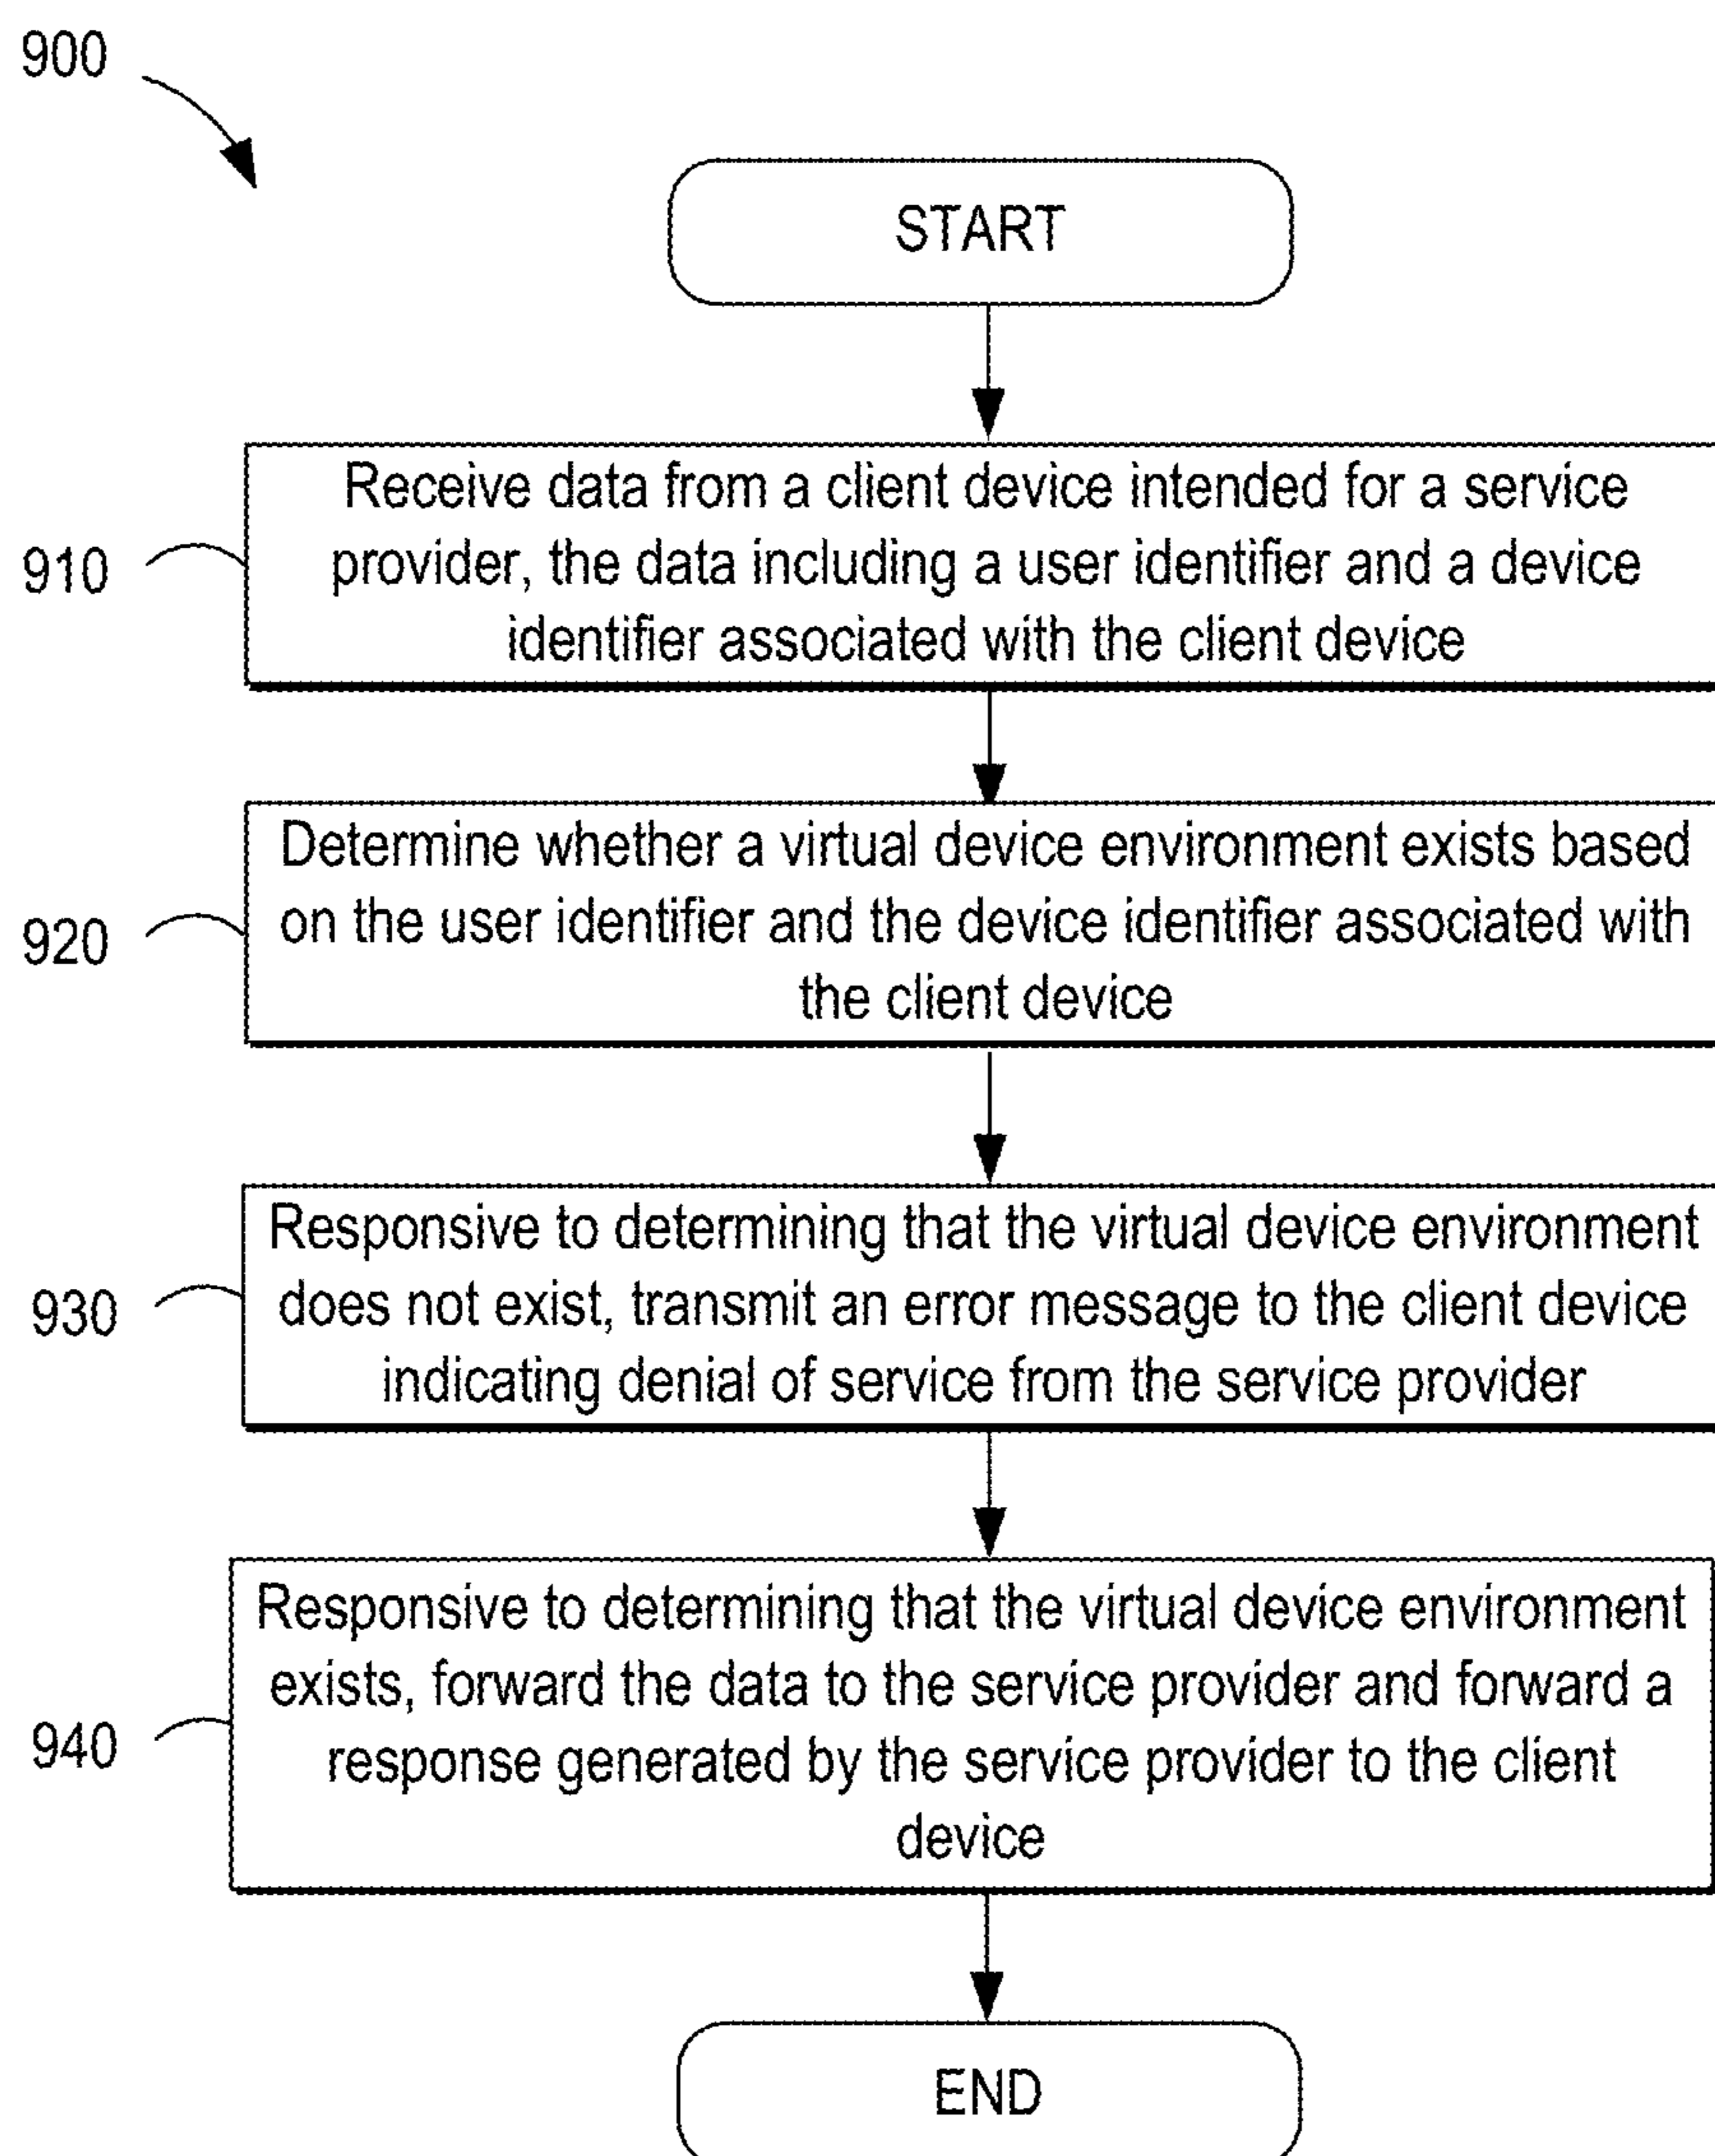 900
START
910
Receive data from a client device intended for a service
provider, the data including a user identifier and a device
identifier associated with the client device
920
Determine whether a virtual device environment exists based
on the user identifier and the device identifier associated with
the client device
930
Responsive to determining that the virtual device environment
does not exist, transmit an error message to the client device
indicating denial of service from the service provider
940
Responsive to determining that the virtual device environment
exists, forward the data to the service provider and forward a
response generated by the service provider to the client
device
END